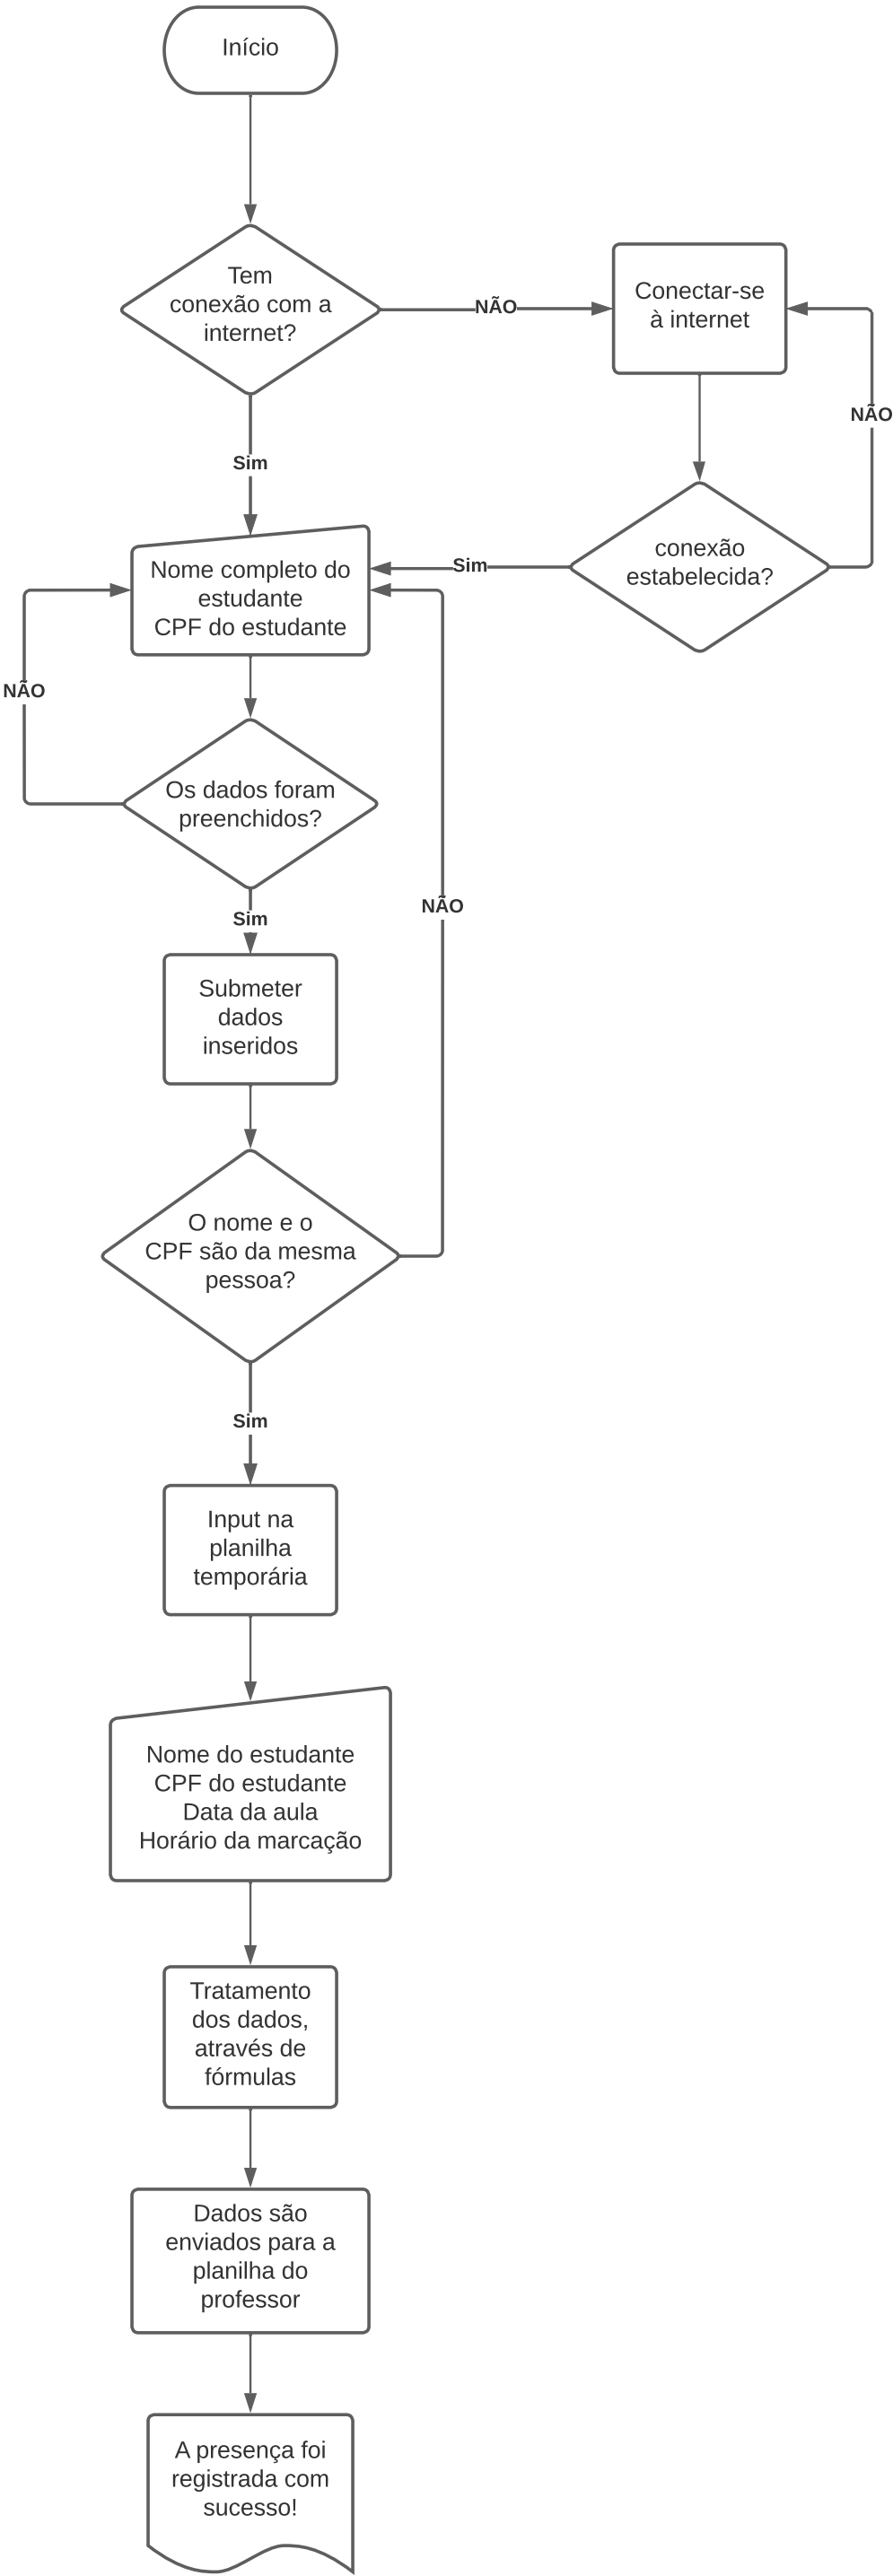 Início
Tem
conexão com a
internet?
NÃO
Conectar-se
à internet
NÃO
Sim
conexão
estabelecida?
Sim
Nome completo do
estudante
CPF do estudante
NÃO
Os dados foram
preenchidos?
Sim
NÃO
Submeter
dados
inseridos
O nome e o
CPF são da mesma
pessoa?
Sim
Input na
planilha
temporária
Nome do estudante
CPF do estudante
Data da aula
Horário da marcação
Tratamento
dos dados,
através de
fórmulas
Dados são
enviados para a
planilha do
professor
A presença foi
registrada com
sucesso!